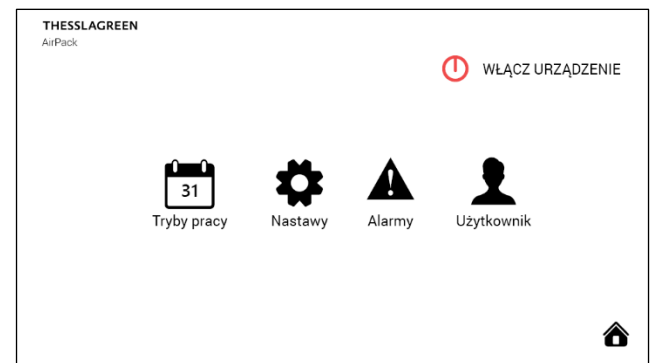 THESSLAGREEN
AirPack
WŁĄCZ URZĄDZENIE
31
Tryby pracy
Nastawy
Alarmy
Użytkownik